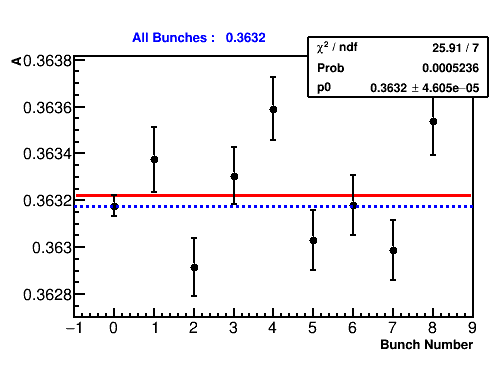 All Bunches : 0.3632
χ² / ndf 25.91 / 7
Prob 0.0005236
p0 0.3632 ± 4.605e−05
A
0.3638
0.3636
0.3634
0.3632
0.363
0.3628
−1 0 1 2 3 4 5 6 7 8 9
Bunch Number